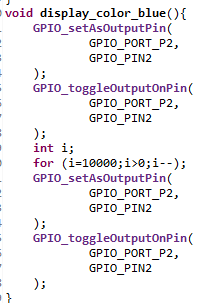 void display_color_blue(){
GPIO_setAsOutputPin(
GPIO_PORT_P2,
GPIO_PIN2
);
GPIO_toggleOutputOnPin(
GPIO_PORT_P2,
GPIO_PIN2
);
int i;
for (i=10000;i>0;i--);
GPIO_setAsOutputPin(
GPIO_PORT_P2,
GPIO_PIN2
);
GPIO_toggleOutputOnPin(
GPIO_PORT_P2,
GPIO_PIN2
);
}